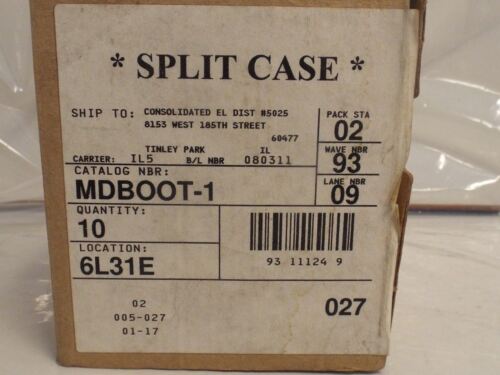 * SPLIT CASE *
SHIP TO: CONSOLIDATED EL DIST #5025
8153 WEST 185TH STREET
60477
TINLEY PARK IL
CARRIER: IL5 B/L NBR 080311
PACK STA
02
WAVE NBR
93
LANE NBR
09
CATALOG NBR:
MDBOOT-1
QUANTITY:
10
LOCATION:
6L31E
93 11124 9
02
005-027
01-17
027